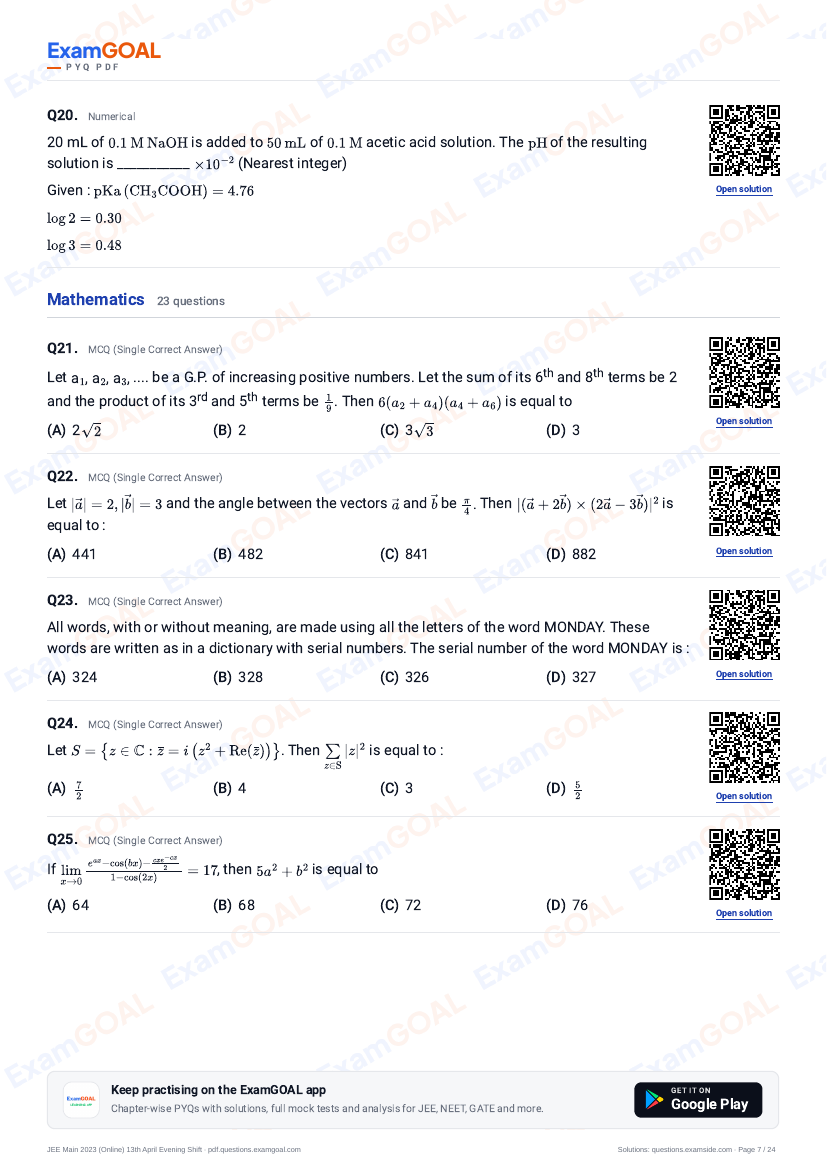 ExamGOAL
PYQ PDF
Q20. Numerical
20 mL of 0.1 M NaOH is added to 50 mL of 0.1 M acetic acid solution. The pH of the resulting
solution is __________ ×10⁻² (Nearest integer)
Given : pKa (CH₃COOH) = 4.76
log 2 = 0.30
log 3 = 0.48
Open solution
Mathematics 23 questions
Q21. MCQ (Single Correct Answer)
Let a₁, a₂, a₃, .... be a G.P. of increasing positive numbers. Let the sum of its 6ᵗʰ and 8ᵗʰ terms be 2
and the product of its 3ʳᵈ and 5ᵗʰ terms be 1/9. Then 6(a₂ + a₄)(a₄ + a₆) is equal to
(A) 2√2 (B) 2 (C) 3√3 (D) 3
Open solution
Q22. MCQ (Single Correct Answer)
Let |a⃗| = 2, |b⃗| = 3 and the angle between the vectors a⃗ and b⃗ be π/4. Then |(a⃗ + 2b⃗) × (2a⃗ − 3b⃗)|² is
equal to :
(A) 441 (B) 482 (C) 841 (D) 882
Open solution
Q23. MCQ (Single Correct Answer)
All words, with or without meaning, are made using all the letters of the word MONDAY. These
words are written as in a dictionary with serial numbers. The serial number of the word MONDAY is :
(A) 324 (B) 328 (C) 326 (D) 327
Open solution
Q24. MCQ (Single Correct Answer)
Let S = {z ∈ ℂ : z̄ = i (z² + Re(z̄))}. Then ∑_{z∈S} |z|² is equal to :
(A) 7/2 (B) 4 (C) 3 (D) 5/2
Open solution
Q25. MCQ (Single Correct Answer)
If lim_{x→0} (e^{ax} − cos(bx) − (cxe^{−cx})/2) / (1−cos(2x)) = 17, then 5a² + b² is equal to
(A) 64 (B) 68 (C) 72 (D) 76
Open solution
ExamGOAL
Keep practising on the ExamGOAL app
Chapter-wise PYQs with solutions, full mock tests and analysis for JEE, NEET, GATE and more.
GET IT ON
Google Play
JEE Main 2023 (Online) 13th April Evening Shift · pdf.questions.examgoal.com
Solutions: questions.examside.com · Page 7 / 24